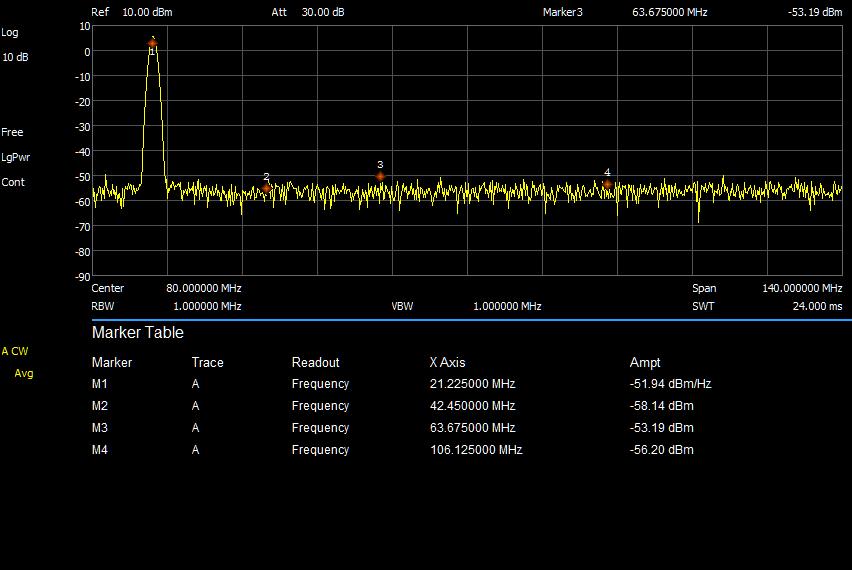 Ref 10.00 dBm Att 30.00 dB Marker3 63.675000 MHz -53.19 dBm
10
Log
0
10 dB
-10
-20
-30
Free
-40
LgPwr
-50
Cont
-60
-70
-80
-90
1
2
3
4
Center 80.000000 MHz Span 140.000000 MHz
RBW 1.000000 MHz VBW 1.000000 MHz SWT 24.000 ms
Marker Table
A CW
Avg
Marker Trace Readout X Axis Ampt
M1 A Frequency 21.225000 MHz -51.94 dBm/Hz
M2 A Frequency 42.450000 MHz -58.14 dBm
M3 A Frequency 63.675000 MHz -53.19 dBm
M4 A Frequency 106.125000 MHz -56.20 dBm